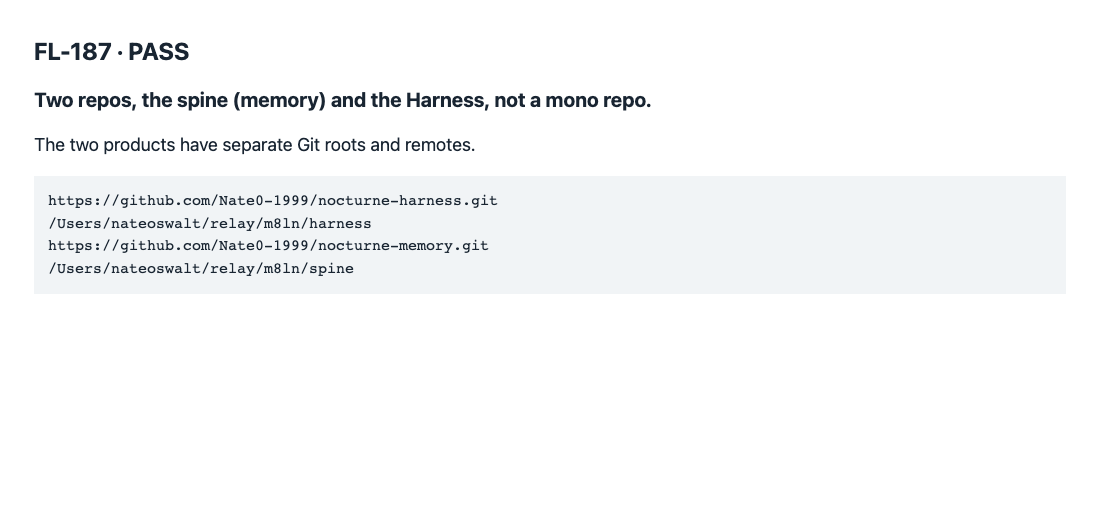 FL-187 · PASS
Two repos, the spine (memory) and the Harness, not a mono repo.
The two products have separate Git roots and remotes.
https://github.com/Nate0-1999/nocturne-harness.git
/Users/nateoswalt/relay/m8ln/harness
https://github.com/Nate0-1999/nocturne-memory.git
/Users/nateoswalt/relay/m8ln/spine